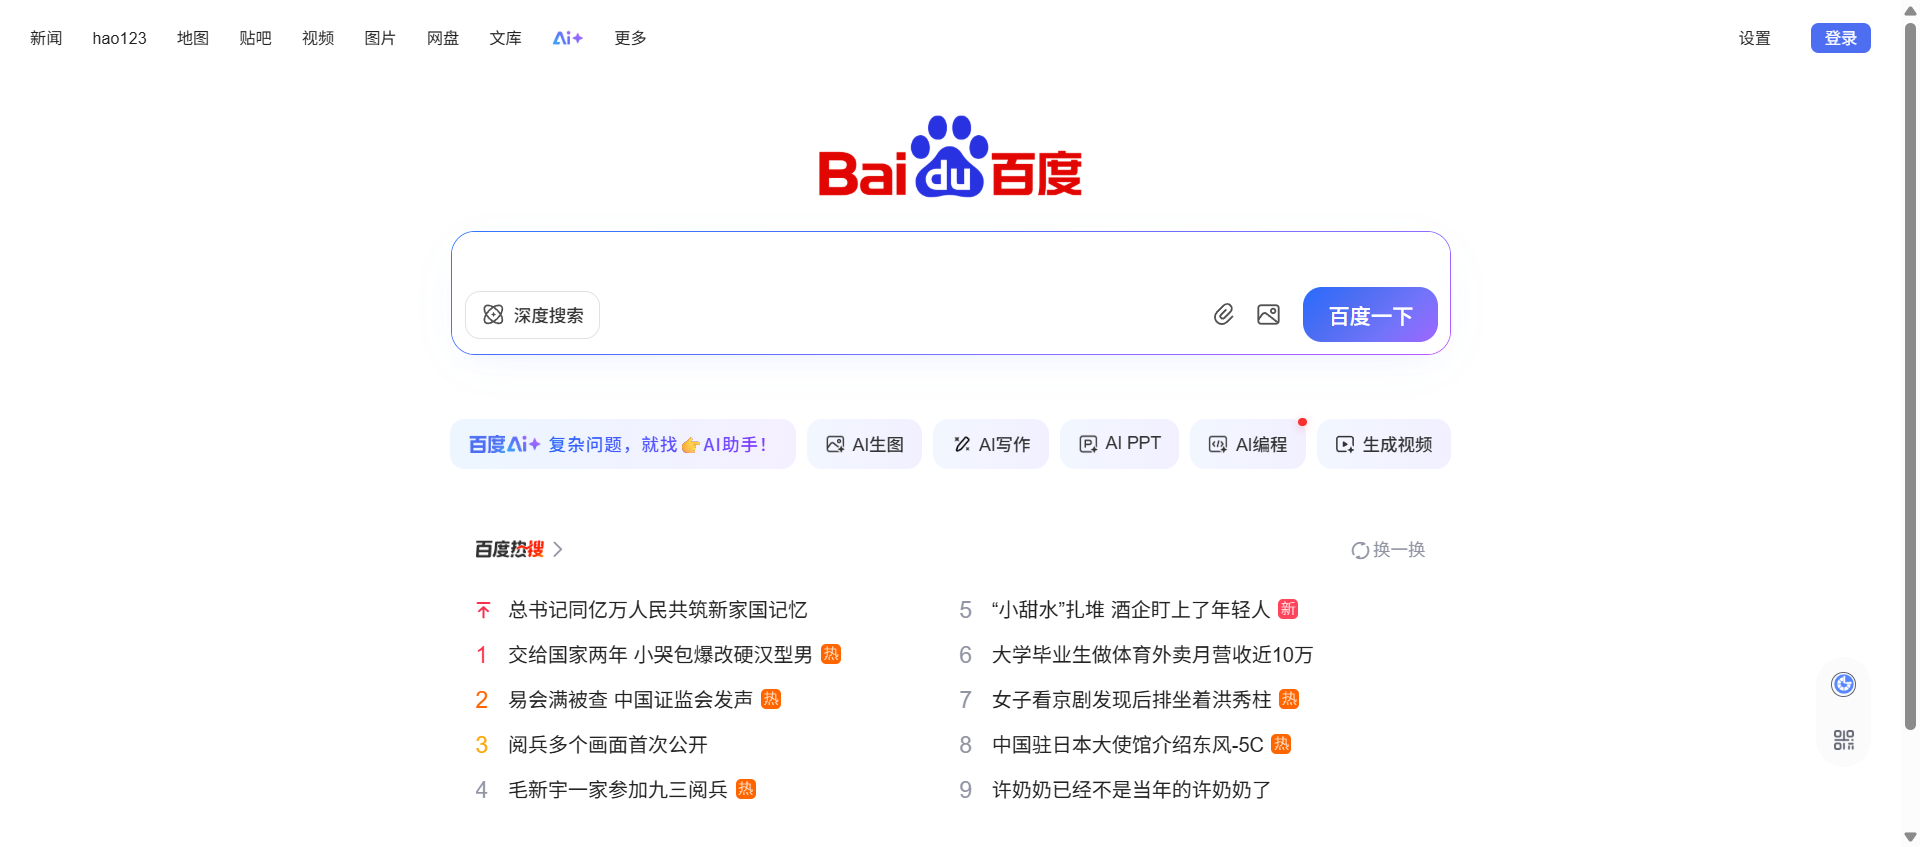 新闻 hao123 地图 贴吧 视频 图片 网盘 文库 Ai+ 更多 设置 登录
Bai du 百度
深度搜索 百度一下
百度Ai+ 复杂问题，就找👉AI助手！ AI生图 AI写作 AI PPT AI编程 生成视频
百度热搜 换一换
总书记同亿万人民共筑新家国记忆
1 交给国家两年 小哭包爆改硬汉型男 热
2 易会满被查 中国证监会发声 热
3 阅兵多个画面首次公开
4 毛新宇一家参加九三阅兵 热
5 “小甜水”扎堆 酒企盯上了年轻人 新
6 大学毕业生做体育外卖月营收近10万
7 女子看京剧发现后排坐着洪秀柱 热
8 中国驻日本大使馆介绍东风-5C 热
9 许奶奶已经不是当年的许奶奶了